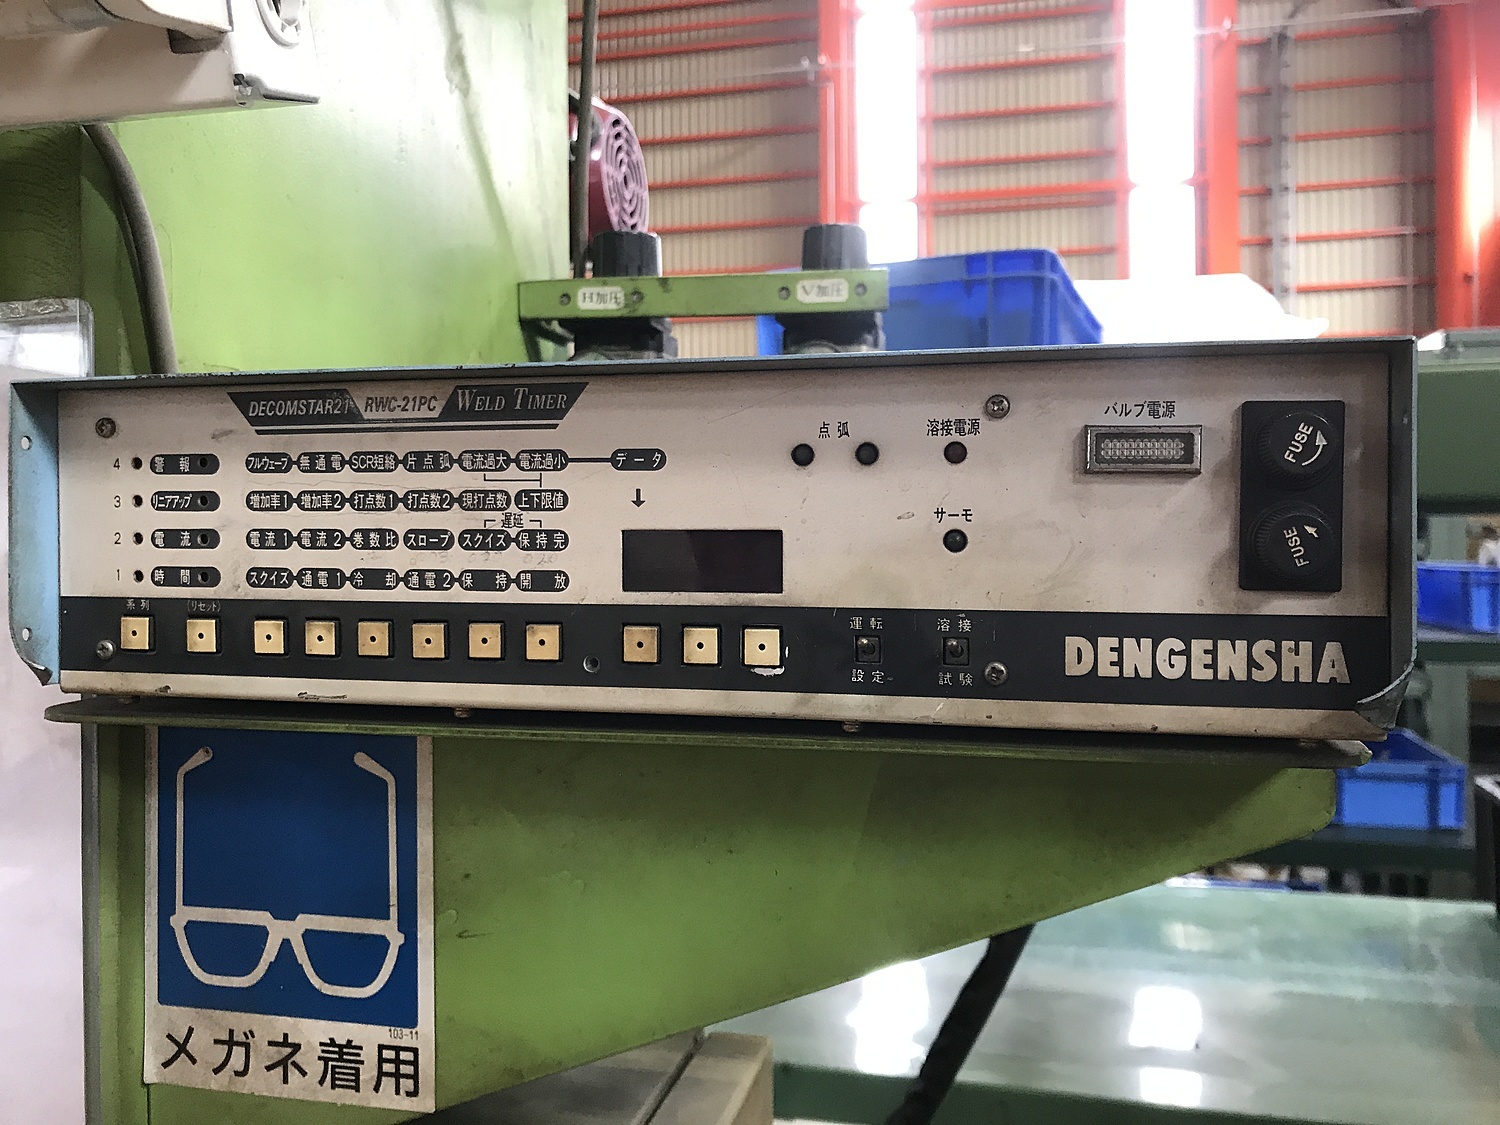 H加圧 V加圧
DECOMSTAR21 RWC-21PC WELD TIMER
点弧 溶接電源 バルブ電源
4 警報 フルウェーブ 無通電 SCR短絡 片点弧 電流過大 電流過小 データ
FUSE
3 リニアアップ 増加率1 増加率2 打点数1 打点数2 現打点数 上下限値
↓
サーモ
遅延
2 電流 電流1 電流2 巻数比 スロープ スクイズ 保持完
FUSE
1 時間 スクイズ 通電1 冷却 通電2 保持 開放
系列 (リセット)
運転 溶接
DENGENSHA
設定 試験
103-11
メガネ着用